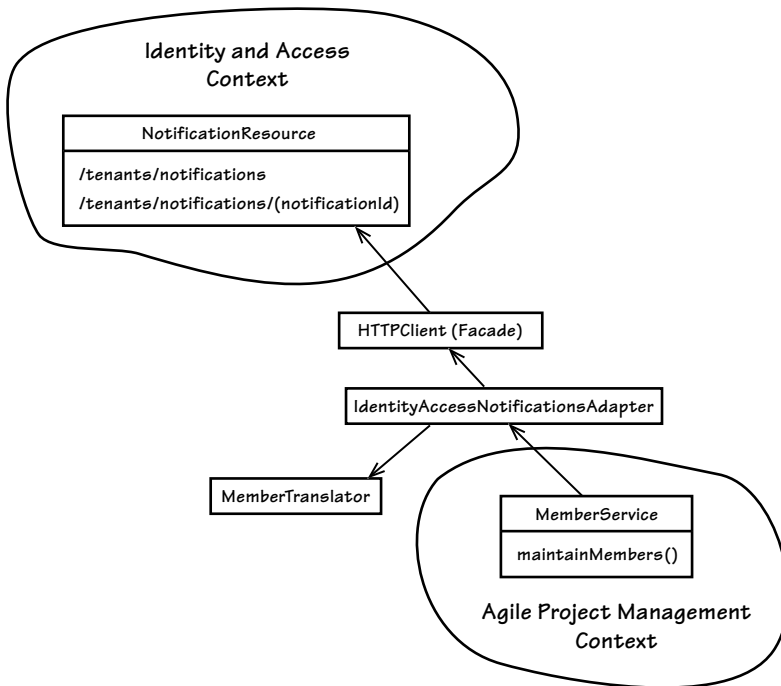 Identity and Access
Context
NotificationResource
/tenants/notifications
/tenants/notifications/(notificationId)
HTTPClient (Facade)
IdentityAccessNotificationsAdapter
MemberTranslator
MemberService
maintainMembers()
Agile Project Management
Context